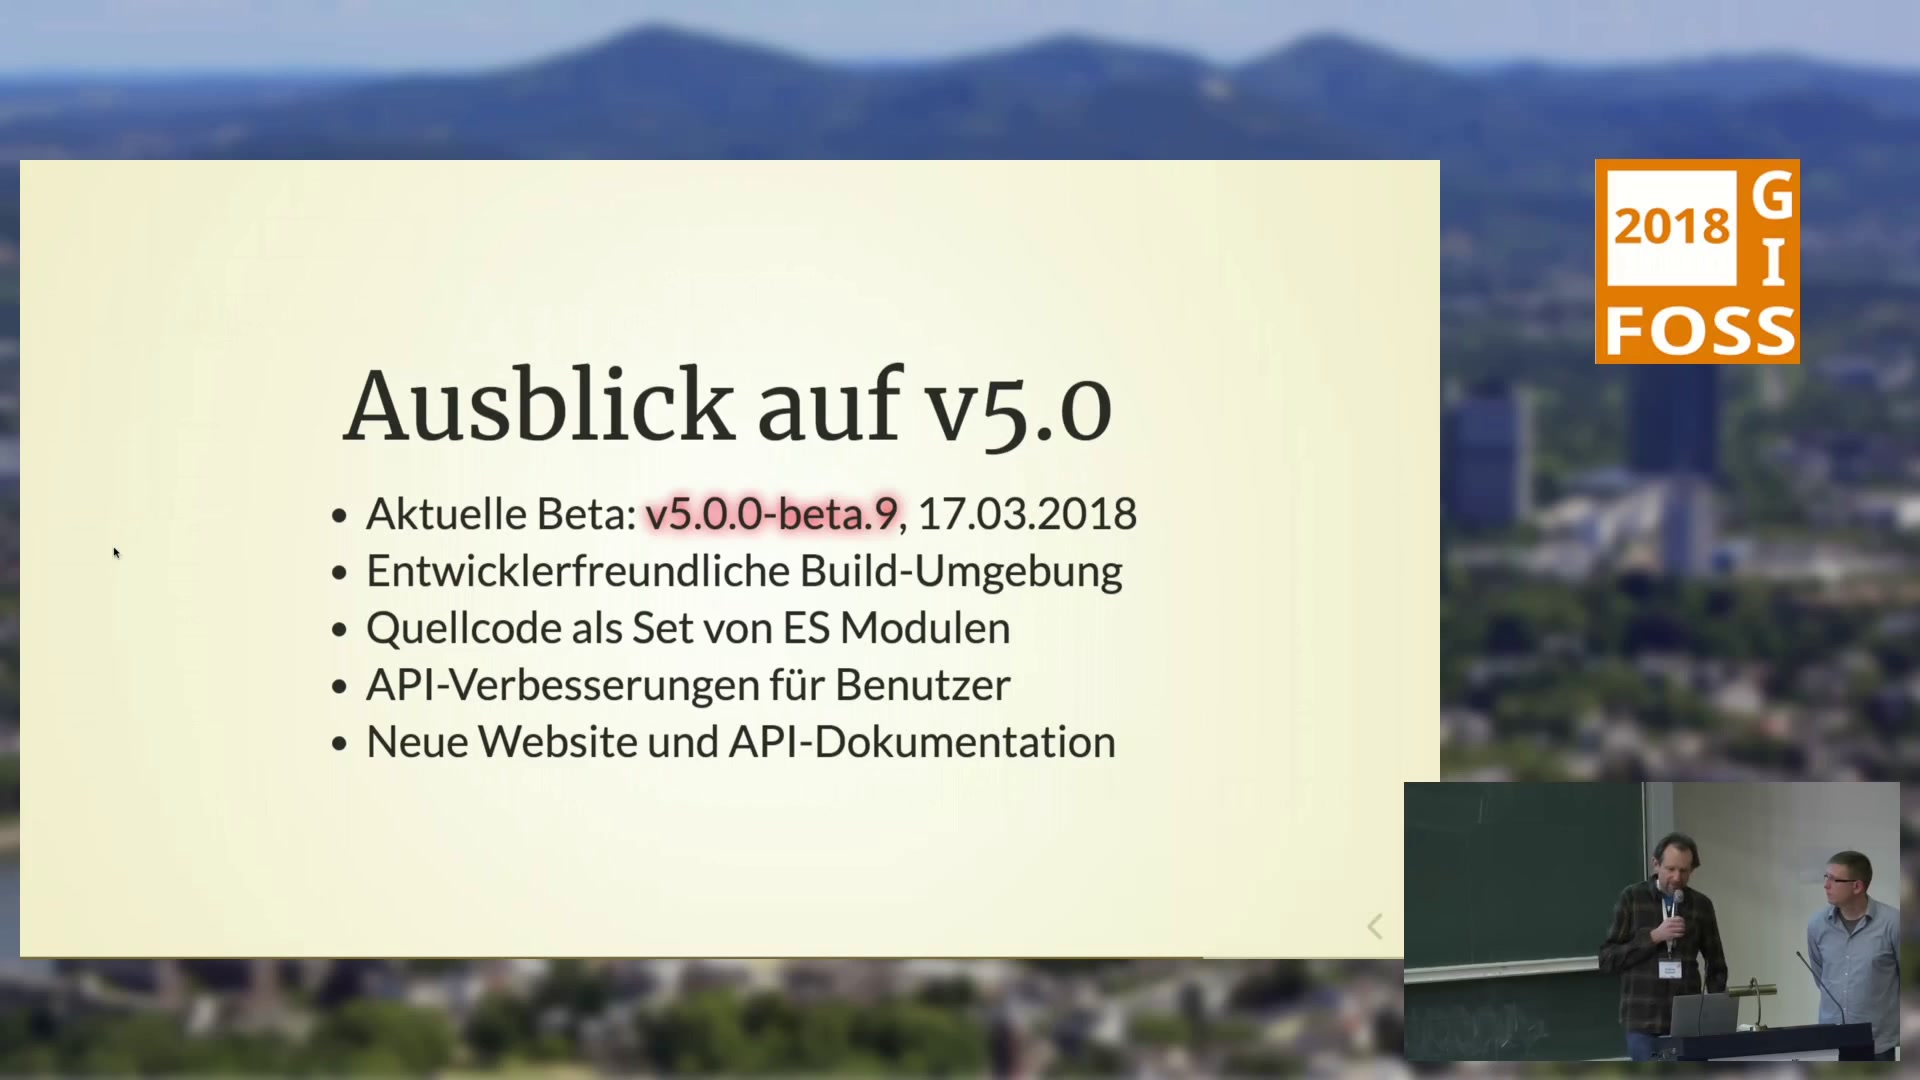 Ausblick auf v5.0
• Aktuelle Beta: v5.0.0-beta.9, 17.03.2018
• Entwicklerfreundliche Build-Umgebung
• Quellcode als Set von ES Modulen
• API-Verbesserungen für Benutzer
• Neue Website und API-Dokumentation
2018
GI
FOSS